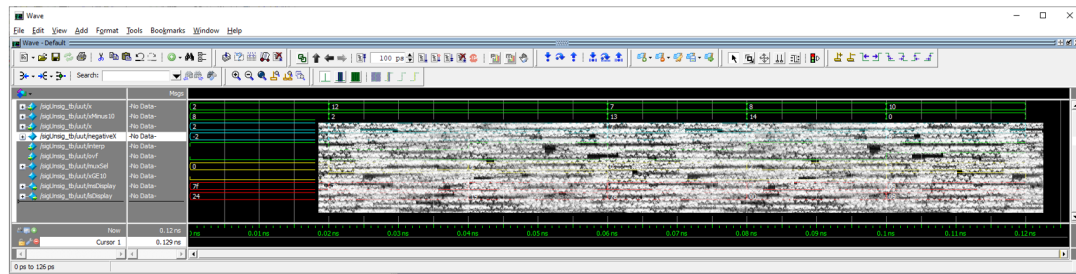 Wave
File Edit View Add Format Tools Bookmarks Window Help
Wave - Default
100 ps
Search:
Msgs
/sigUnsig_tb/uut/x -No Data- 2 12 7 8 10
/sigUnsig_tb/uut/xMinus10 -No Data- 8 2 13 14 0
/sigUnsig_tb/uut/x -No Data- 2
/sigUnsig_tb/uut/negativeX -No Data- -2
/sigUnsig_tb/uut/interp -No Data-
/sigUnsig_tb/uut/ovf -No Data-
/sigUnsig_tb/uut/muxSel -No Data- 0
/sigUnsig_tb/uut/xGE10 -No Data-
/sigUnsig_tb/uut/msDisplay -No Data- 7f
/sigUnsig_tb/uut/lsDisplay -No Data- 24
Now 0.12 ns 0.01 ns 0.02 ns 0.03 ns 0.04 ns 0.05 ns 0.06 ns 0.07 ns 0.08 ns 0.09 ns 0.1 ns 0.11 ns 0.12 ns
Cursor 1 0.129 ns
0 ps to 126 ps